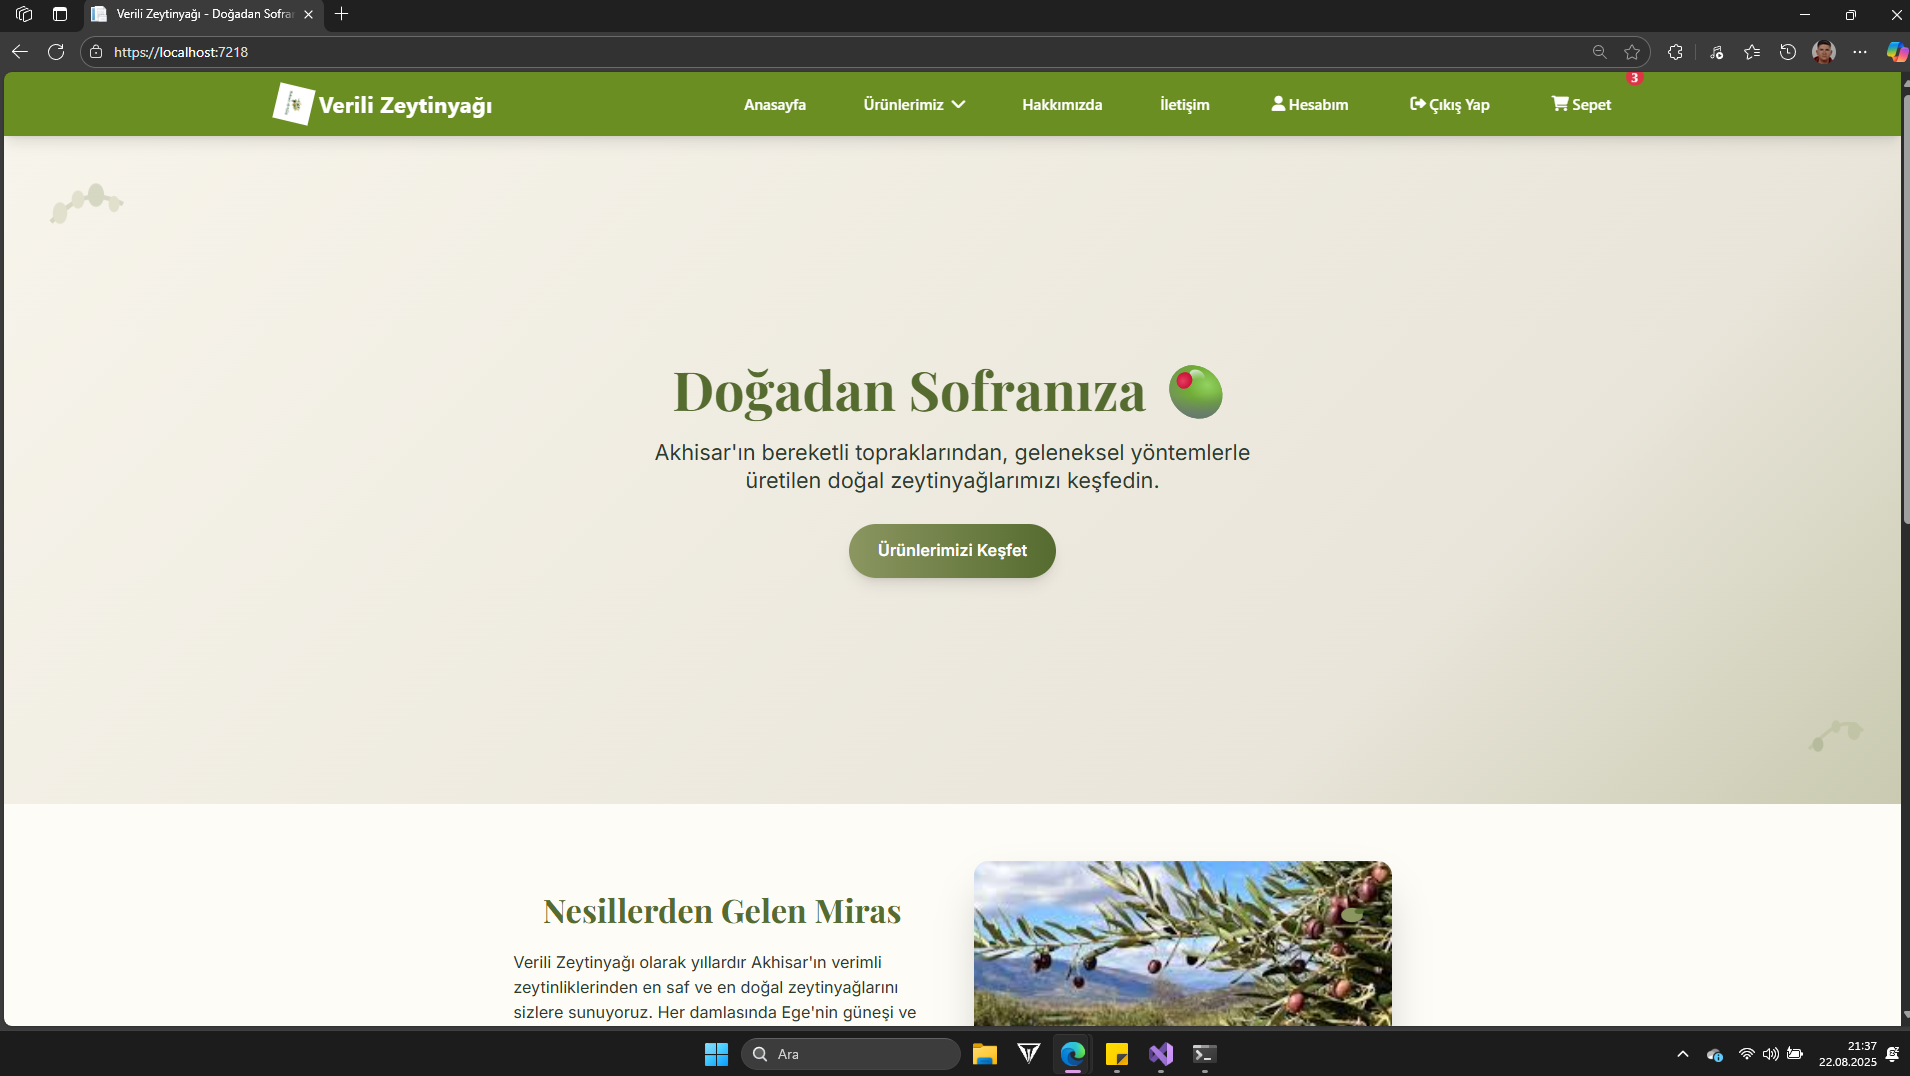 Verili Zeytinyağı - Doğadan Sofra
https://localhost:7218
3
Verili Zeytinyağı
Anasayfa
Ürünlerimiz
Hakkımızda
İletişim
Hesabım
Çıkış Yap
Sepet
Doğadan Sofranıza
Akhisar'ın bereketli topraklarından, geleneksel yöntemlerle
üretilen doğal zeytinyağlarımızı keşfedin.
Ürünlerimizi Keşfet
Nesillerden Gelen Miras
Verili Zeytinyağı olarak yıllardır Akhisar'ın verimli
zeytinliklerinden en saf ve en doğal zeytinyağlarını
sizlere sunuyoruz. Her damlasında Ege'nin güneşi ve
Ara
21:37
22.08.2025